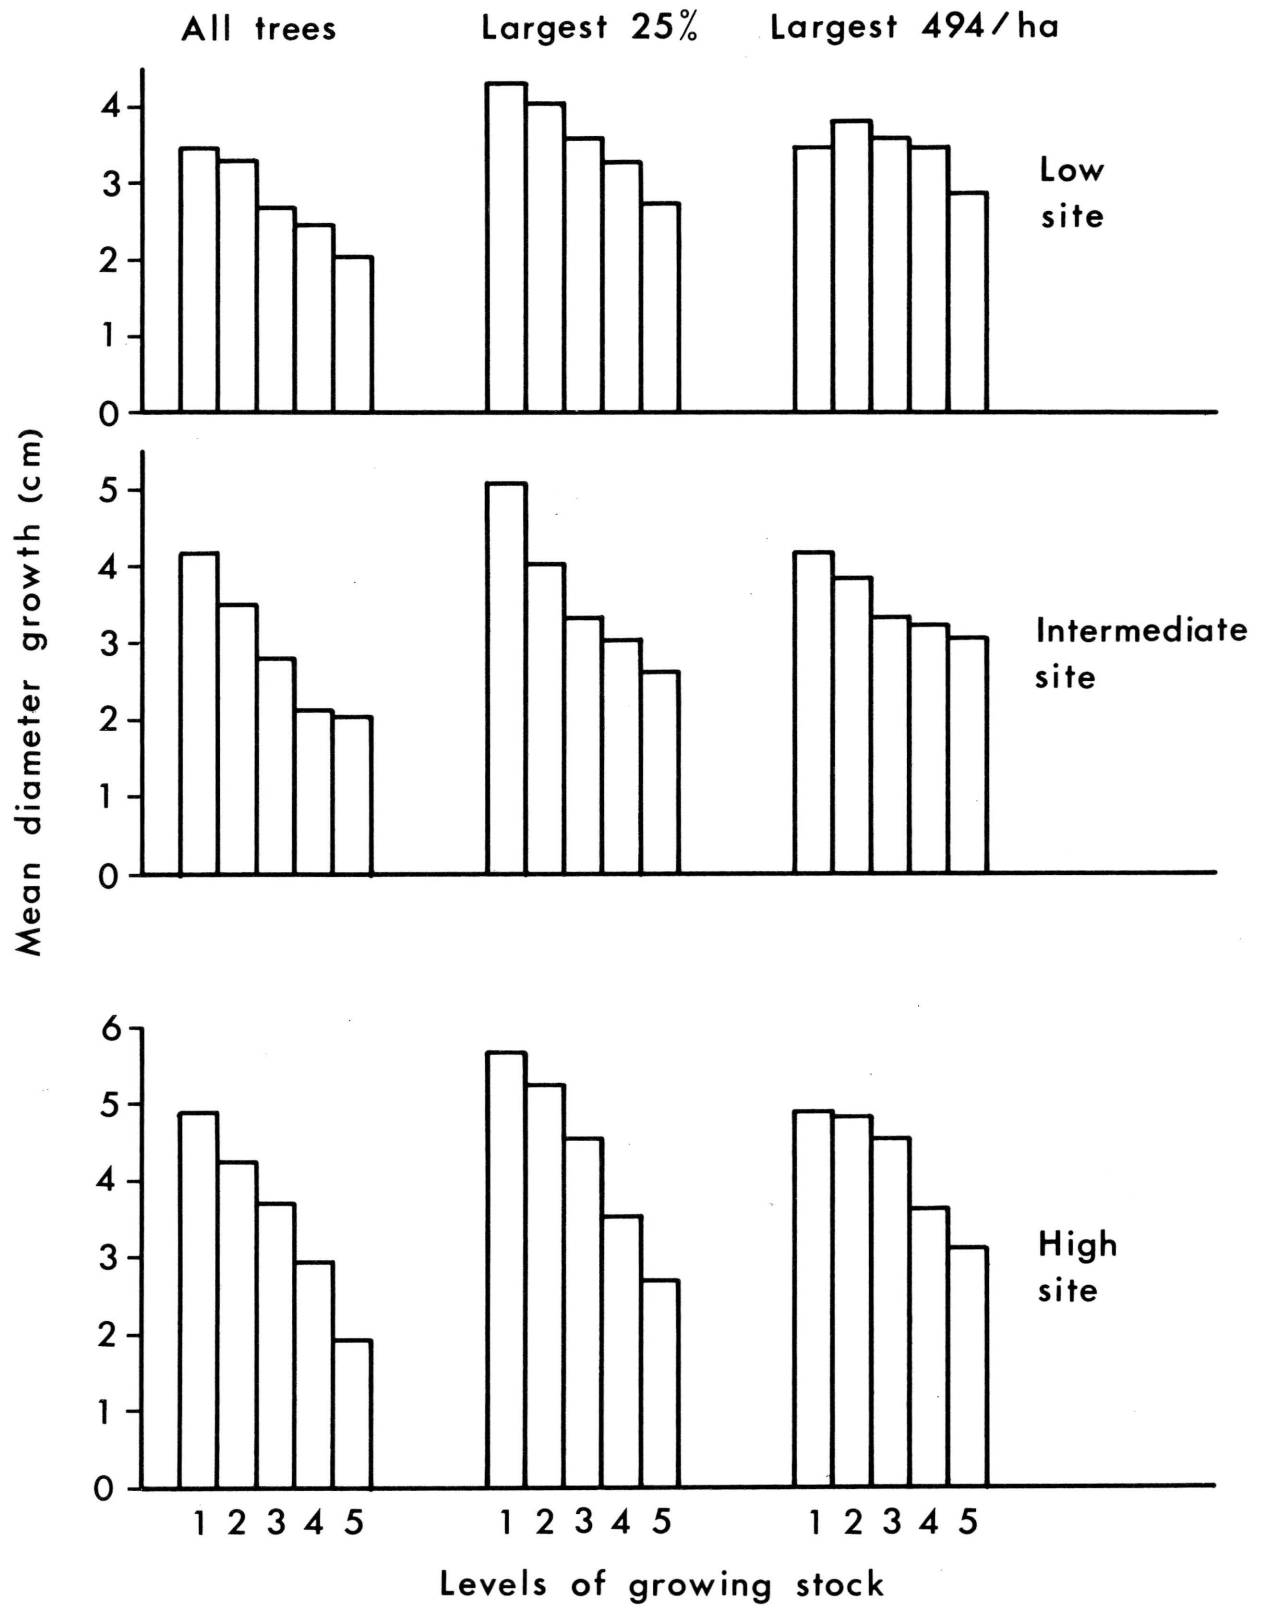 All trees Largest 25% Largest 494/ha
4
3
2
1
0
Low
site
Mean diameter growth (cm)
5
4
3
2
1
0
Intermediate
site
6
5
4
3
2
1
0
High
site
1 2 3 4 5 1 2 3 4 5 1 2 3 4 5
Levels of growing stock